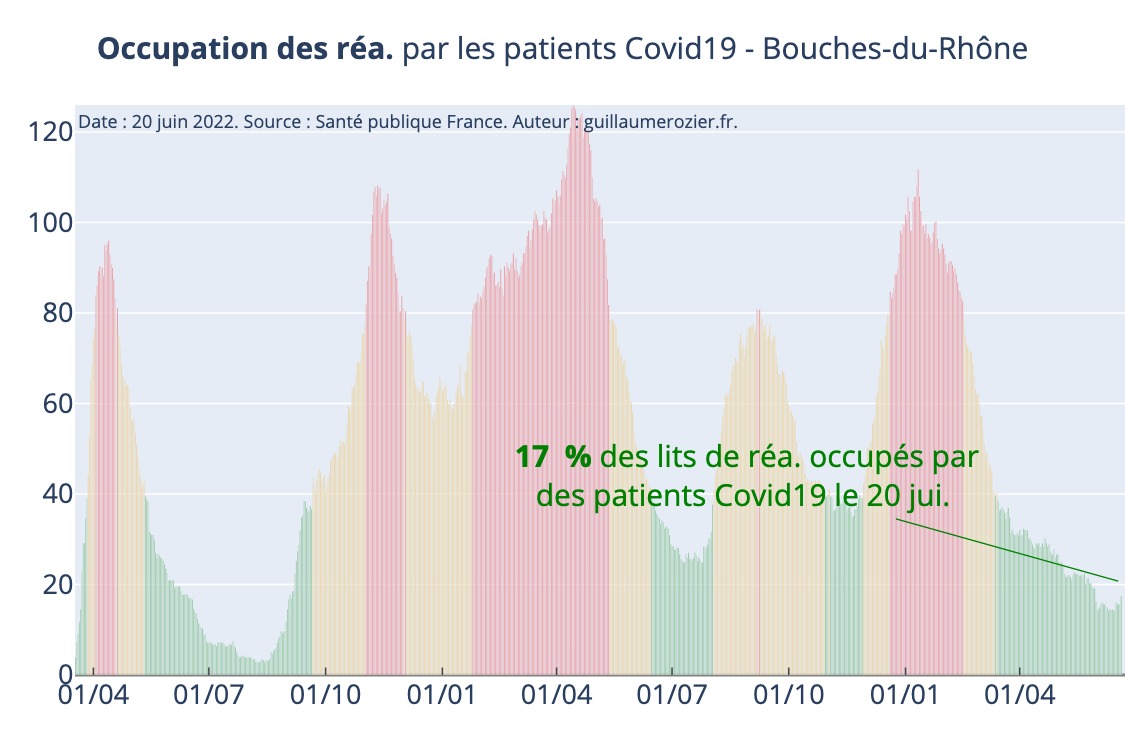 Occupation des réa. par les patients Covid19 - Bouches-du-Rhône
Date : 20 juin 2022. Source : Santé publique France. Auteur : guillaumerozier.fr.
120
100
80
60
40
20
0
17 % des lits de réa. occupés par
des patients Covid19 le 20 jui.
01/04 01/07 01/10 01/01 01/04 01/07 01/10 01/01 01/04